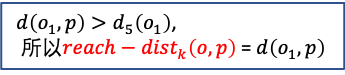 d(o₁,p) > d₅(o₁),
所以reach − distₖ(o,p) = d(o₁,p)